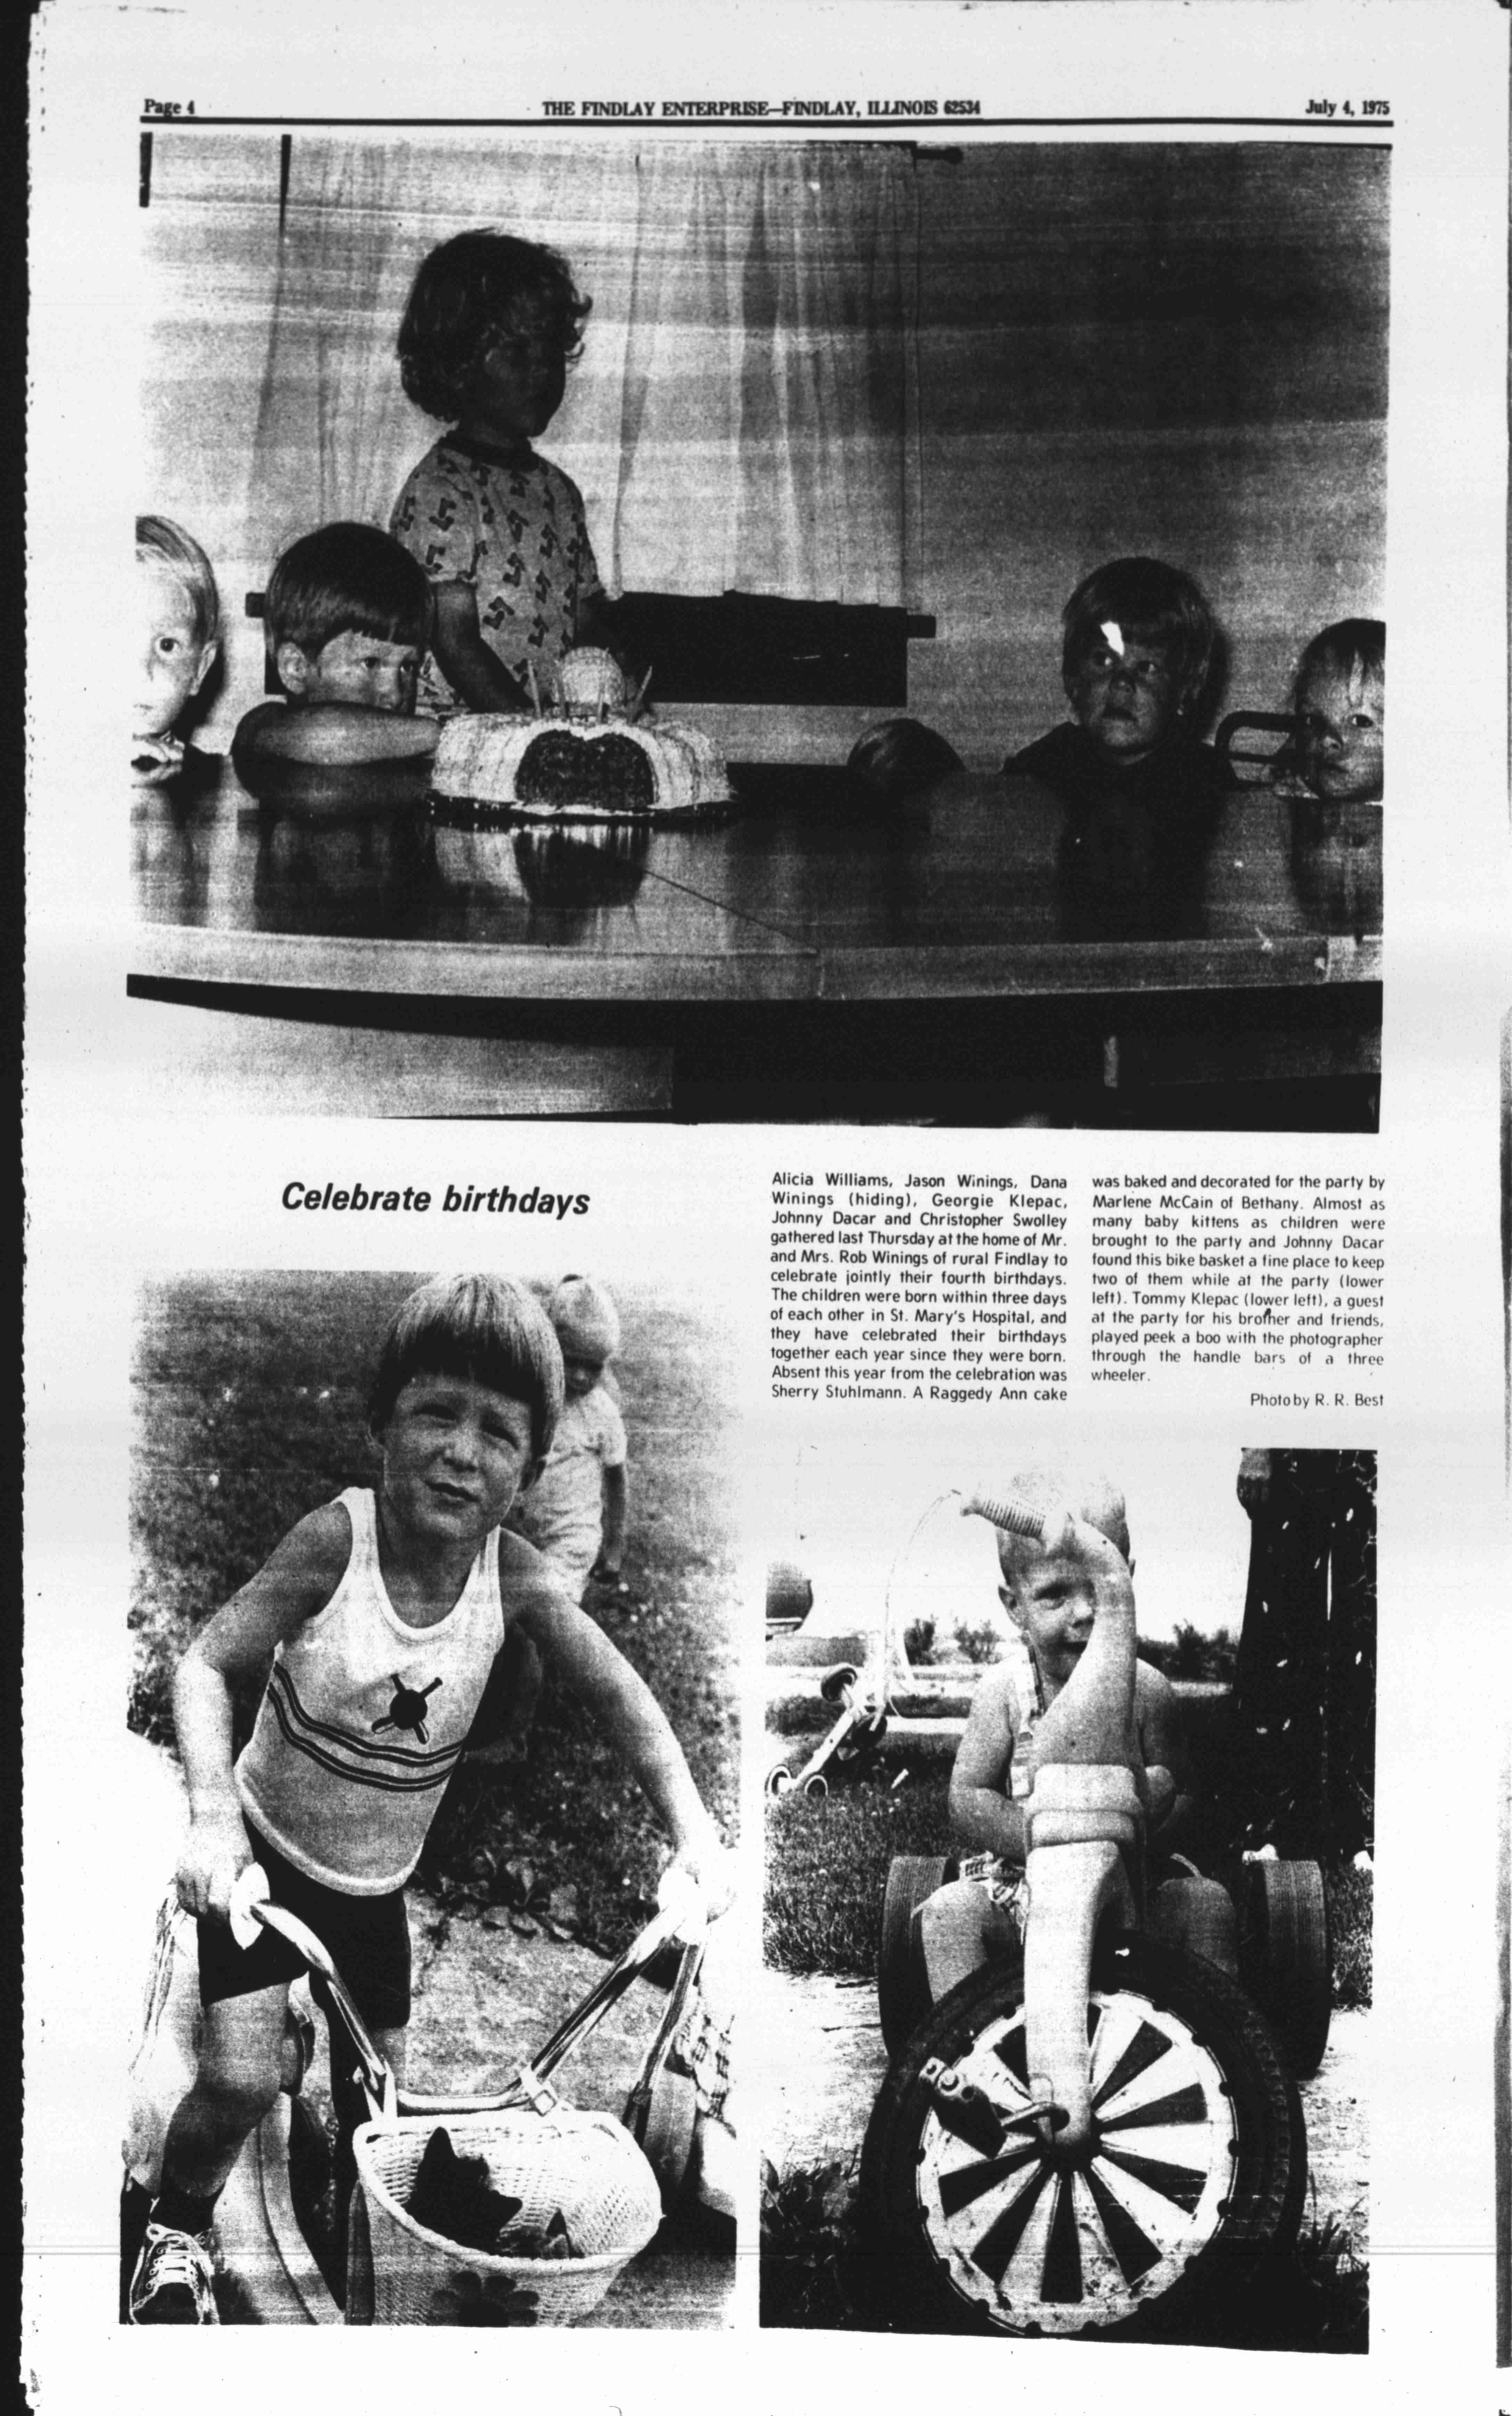 Page 4
THE FINDLAY ENTERPRISE—FINDLAY, ILLINOIS 62534
July 4, 1975
Celebrate birthdays
Alicia Williams, Jason Winings, Dana
Winings (hiding), Georgie Klepac,
Johnny Dacar and Christopher Swolley
gathered last Thursday at the home of Mr.
and Mrs. Rob Winings of rural Findlay to
celebrate jointly their fourth birthdays.
The children were born within three days
of each other in St. Mary's Hospital, and
they have celebrated their birthdays
together each year since they were born.
Absent this year from the celebration was
Sherry Stuhlmann. A Raggedy Ann cake
was baked and decorated for the party by
Marlene McCain of Bethany. Almost as
many baby kittens as children were
brought to the party and Johnny Dacar
found this bike basket a fine place to keep
two of them while at the party (lower
left). Tommy Klepac (lower left), a guest
at the party for his brother and friends,
played peek a boo with the photographer
through the handle bars of a three
wheeler.
Photo by R. R. Best